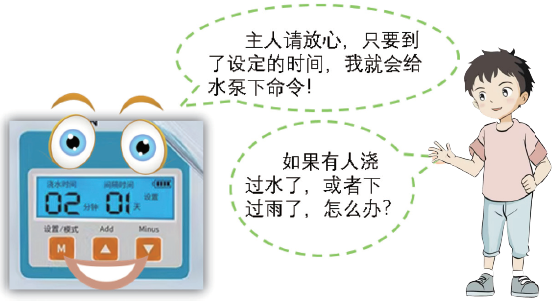 主人请放心，只要到
了设定的时间，我就会给
水泵下命令!
如果有人浇
过水了，或者下
过雨了，怎么办?
浇水时间 间隔时间
02 分钟 01 天 设置
设置/模式 Add Minus
M